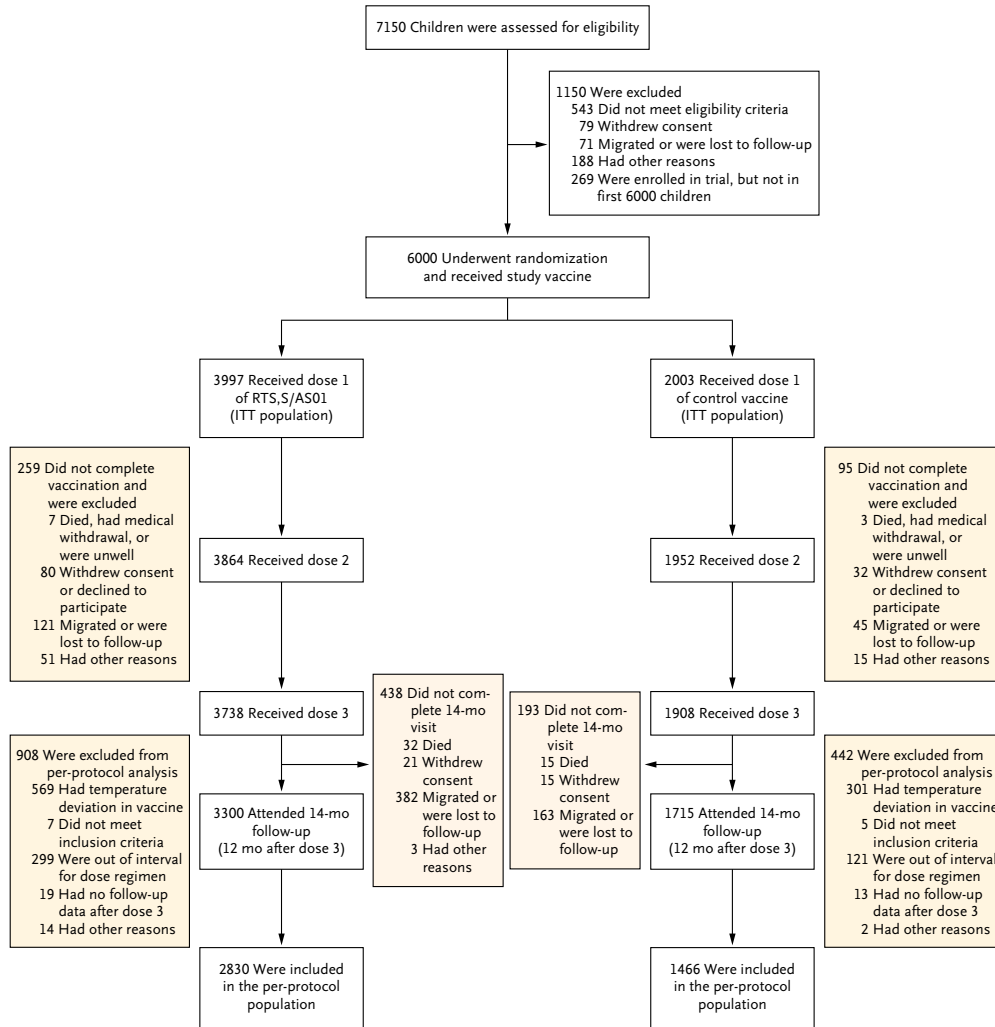 7150 Children were assessed for eligibility
1150 Were excluded
543 Did not meet eligibility criteria
79 Withdrew consent
71 Migrated or were lost to follow-up
188 Had other reasons
269 Were enrolled in trial, but not in
first 6000 children
6000 Underwent randomization
and received study vaccine
3997 Received dose 1
of RTS,S/AS01
(ITT population)
2003 Received dose 1
of control vaccine
(ITT population)
259 Did not complete
vaccination and
were excluded
7 Died, had medical
withdrawal, or
were unwell
80 Withdrew consent
or declined to
participate
121 Migrated or were
lost to follow-up
51 Had other reasons
95 Did not complete
vaccination and
were excluded
3 Died, had medical
withdrawal, or
were unwell
32 Withdrew consent
or declined to
participate
45 Migrated or were
lost to follow-up
15 Had other reasons
3864 Received dose 2
1952 Received dose 2
3738 Received dose 3
1908 Received dose 3
438 Did not com-
plete 14-mo
visit
32 Died
21 Withdrew
consent
382 Migrated or
were lost to
follow-up
3 Had other
reasons
193 Did not com-
plete 14-mo
visit
15 Died
15 Withdrew
consent
163 Migrated or
were lost to
follow-up
908 Were excluded from
per-protocol analysis
569 Had temperature
deviation in vaccine
7 Did not meet
inclusion criteria
299 Were out of interval
for dose regimen
19 Had no follow-up
data after dose 3
14 Had other reasons
442 Were excluded from
per-protocol analysis
301 Had temperature
deviation in vaccine
5 Did not meet
inclusion criteria
121 Were out of interval
for dose regimen
13 Had no follow-up
data after dose 3
2 Had other reasons
3300 Attended 14-mo
follow-up
(12 mo after dose 3)
1715 Attended 14-mo
follow-up
(12 mo after dose 3)
2830 Were included
in the per-protocol
population
1466 Were included
in the per-protocol
population